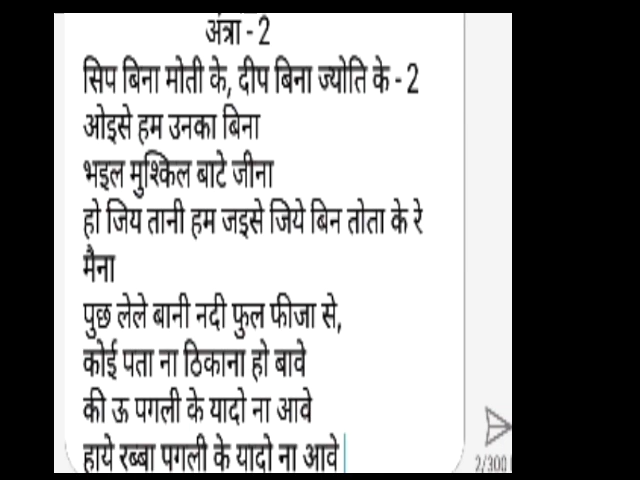 अंत्रा - 2
सिप बिना मोती के, दीप बिना ज्योति के - 2
ओइसे हम उनका बिना
भइल मुश्किल बाटे जीना
हो जिय तानी हम जइसे जिये बिन तोता के रे
मैना
पुछ लेले बानी नदी फुल फीजा से,
कोई पता ना ठिकाना हो बावे
की ऊ पगली के यादो ना आवे
हाये रब्बा पगली के यादो ना आवे
2/300